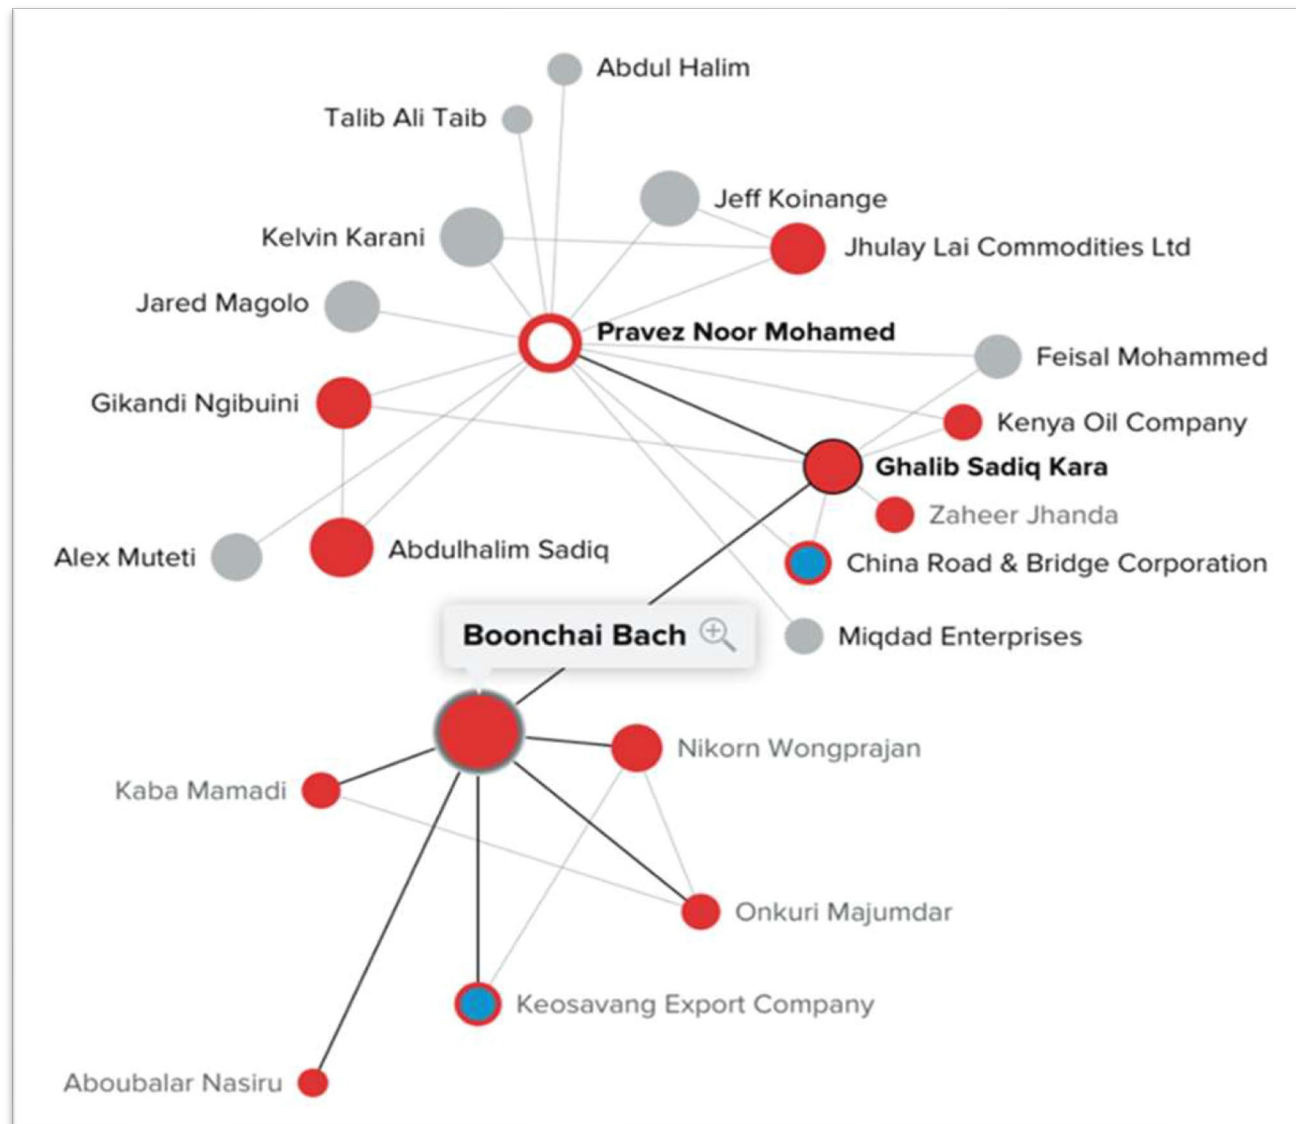 Abdul Halim
Talib Ali Taib
Jeff Koinange
Kelvin Karani
Jhulay Lai Commodities Ltd
Jared Magolo
Pravez Noor Mohamed
Feisal Mohammed
Gikandi Ngibuini
Kenya Oil Company
Ghalib Sadiq Kara
Zaheer Jhanda
Alex Muteti
Abdulhalim Sadiq
China Road & Bridge Corporation
Boonchai Bach
Miqdad Enterprises
Nikorn Wongprajan
Kaba Mamadi
Onkuri Majumdar
Keosavang Export Company
Aboubalar Nasiru